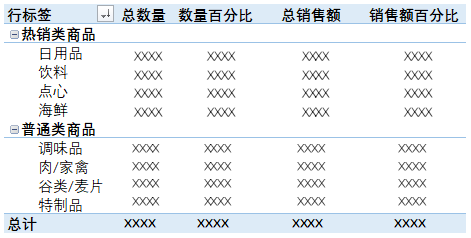 行标签 总数量 数量百分比 总销售额 销售额百分比
热销类商品
日用品 XXXX XXXX XXXX XXXX
饮料 XXXX XXXX XXXX XXXX
点心 XXXX XXXX XXXX XXXX
海鲜 XXXX XXXX XXXX XXXX
普通类商品
调味品 XXXX XXXX XXXX XXXX
肉/家禽 XXXX XXXX XXXX XXXX
谷类/麦片 XXXX XXXX XXXX XXXX
特制品 XXXX XXXX XXXX XXXX
总计 XXXX XXXX XXXX XXXX